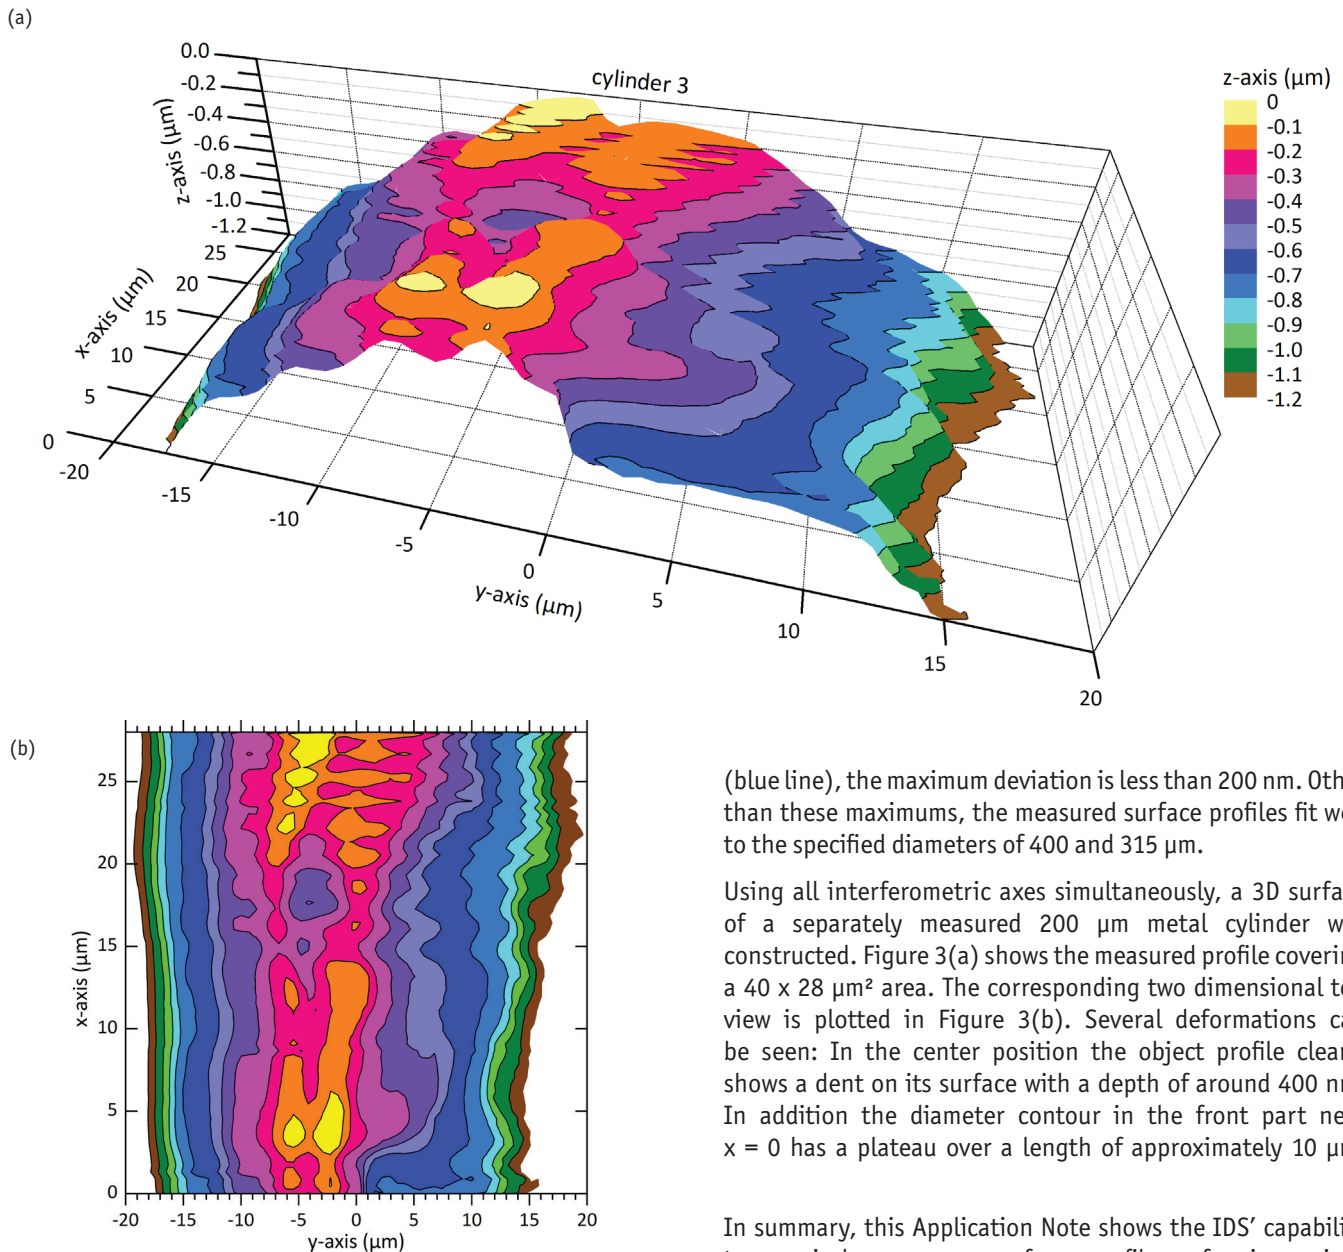 (a)
cylinder 3
z-axis (µm)
0.0
-0.2
-0.4
-0.6
-0.8
-1.0
-1.2
x-axis (µm)
25
20
15
10
5
0
-20
-15
-10
-5
0
5
10
15
20
y-axis (µm)
z-axis (µm)
0
-0.1
-0.2
-0.3
-0.4
-0.5
-0.6
-0.7
-0.8
-0.9
-1.0
-1.1
-1.2
(b)
x-axis (µm)
25
20
15
10
5
0
-20 -15 -10 -5 0 5 10 15 20
y-axis (µm)
(blue line), the maximum deviation is less than 200 nm.
than these maximums, the measured surface profiles fit
to the specified diameters of 400 and 315 µm.
Using all interferometric axes simultaneously, a 3D
of a separately measured 200 µm metal cylinder
constructed. Figure 3(a) shows the measured profile
a 40 x 28 µm² area. The corresponding two dimensional
view is plotted in Figure 3(b). Several deformations
be seen: In the center position the object profile
shows a dent on its surface with a depth of around 400
In addition the diameter contour in the front part
x = 0 has a plateau over a length of approximately 10
In summary, this Application Note shows the IDS’